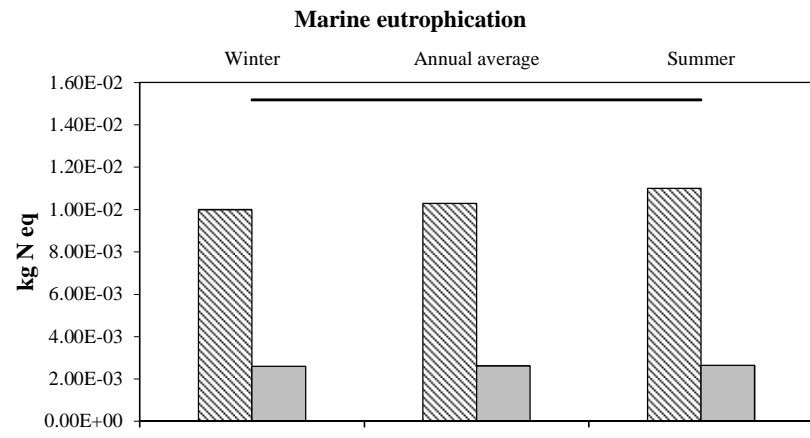 Marine eutrophication
Winter Annual average Summer
1.60E-02
1.40E-02
1.20E-02
1.00E-02
8.00E-03
6.00E-03
4.00E-03
2.00E-03
0.00E+00
kg N eq